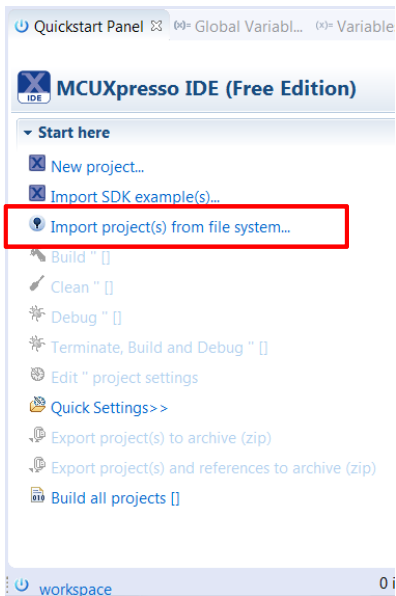 Quickstart Panel (x)= Global Variabl... (x)= Variable
IDE MCUXpresso IDE (Free Edition)
Start here
New project...
Import SDK example(s)...
Import project(s) from file system...
Build '' []
Clean '' []
Debug '' []
Terminate, Build and Debug '' []
Edit '' project settings
Quick Settings>>
Export project(s) to archive (zip)
Export project(s) and references to archive (zip)
010 Build all projects []
workspace 0 i